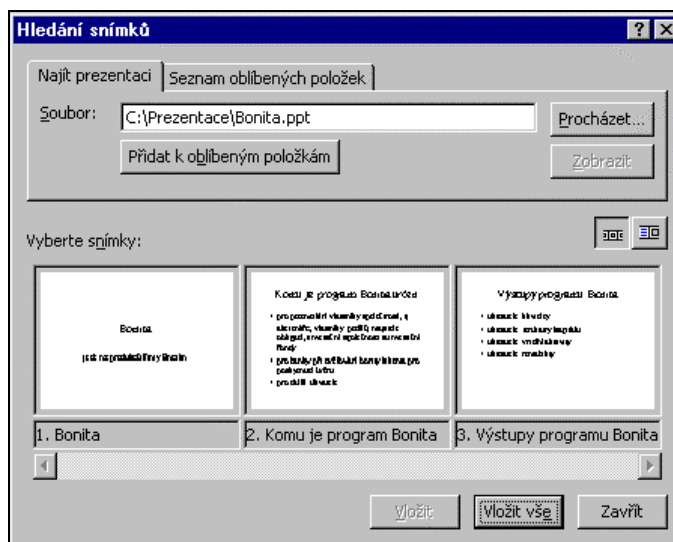 Hledání snímků
Najít prezentaci
Seznam oblíbených položek
Soubor:
C:\Prezentace\Bonita.ppt
Procházet...
Přidat k oblíbeným položkám
Zobrazit
Vyberte snímky:
Bonita
Komu je program Bonita určen
Výstupy programu Bonita
1. Bonita
2. Komu je program Bonita
3. Výstupy programu Bonita
Vložit
Vložit vše
Zavřít